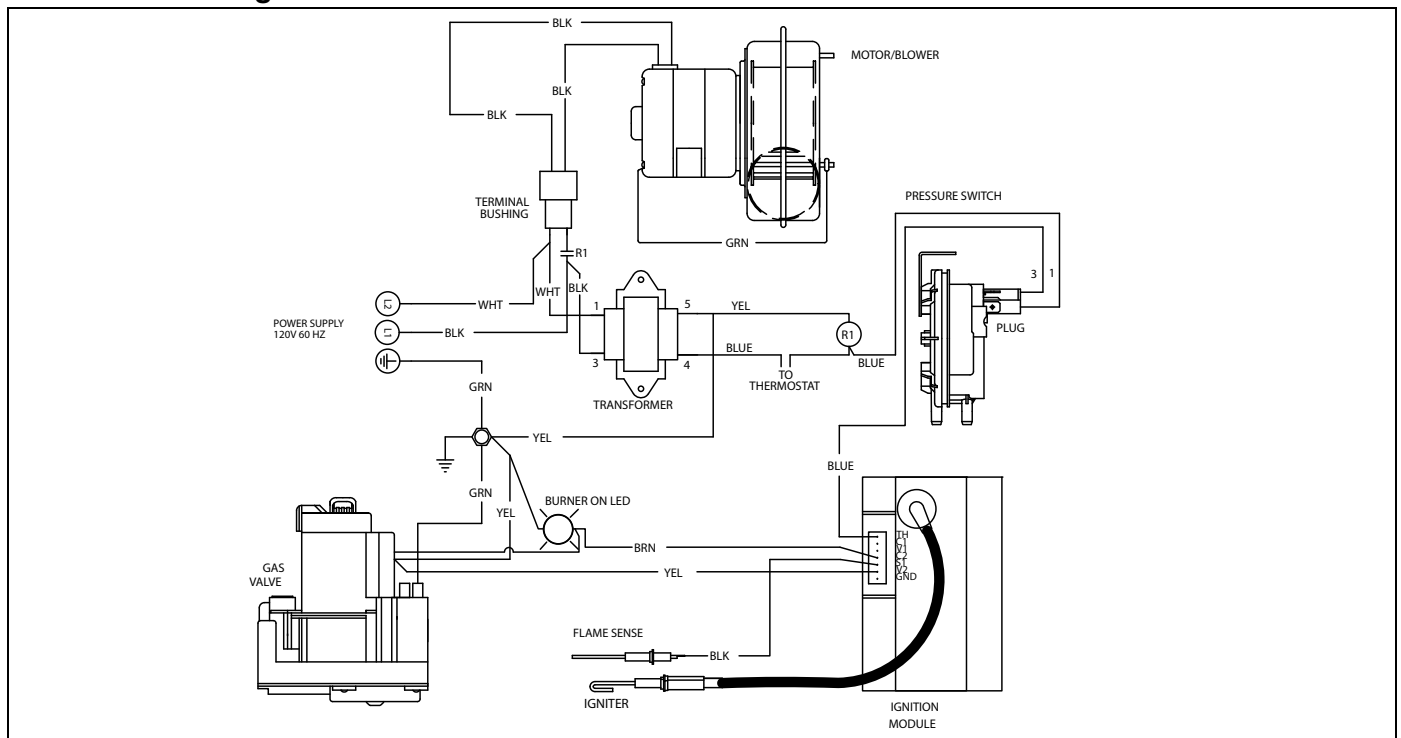 BLK
MOTOR/BLOWER
BLK
BLK
PRESSURE SWITCH
TERMINAL
BUSHING
GRN
R1
3 1
WHT BLK
L2
WHT
1
5
YEL
POWER SUPPLY
120V 60 HZ
L1
BLK
R1
PLUG
BLUE
BLUE
3
4
TO
THERMOSTAT
GRN
TRANSFORMER
YEL
BLUE
GRN
YEL
BURNER ON LED
TH
C1
V1
C2
S1
V2
GND
BRN
GAS
VALVE
YEL
FLAME SENSE
BLK
IGNITER
IGNITION
MODULE